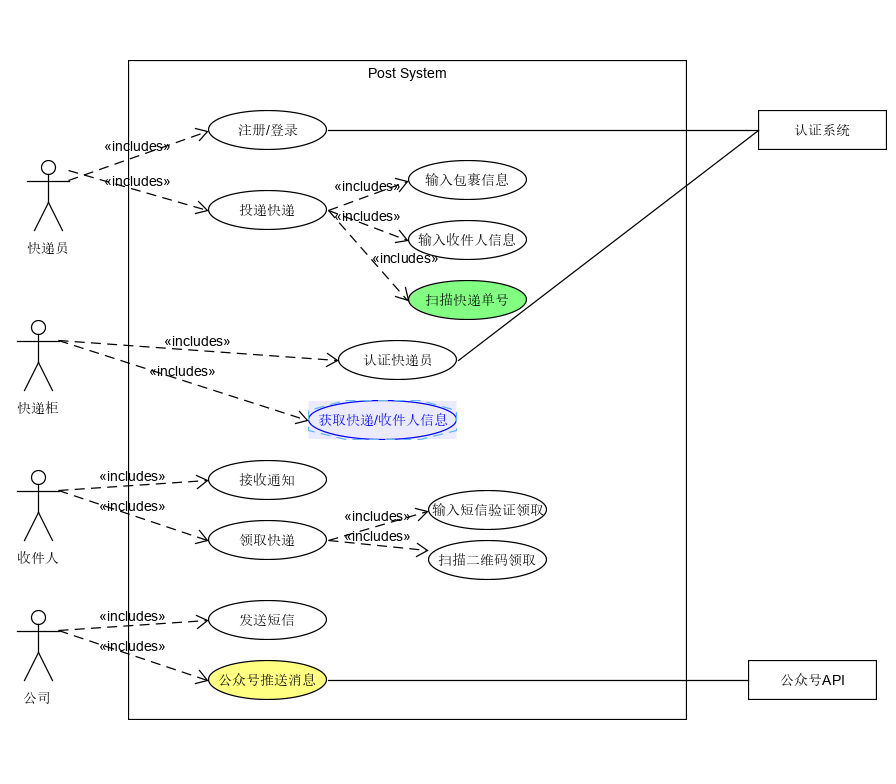 Post System
注册/登录
认证系统
«includes»
«includes»
快递员
投递快递
«includes»
输入包裹信息
«includes»
输入收件人信息
«includes»
扫描快递单号
快递柜
«includes»
认证快递员
«includes»
获取快递/收件人信息
收件人
«includes»
接收通知
«includes»
领取快递
«includes»
输入短信验证领取
«includes»
扫描二维码领取
公司
«includes»
发送短信
«includes»
公众号推送消息
公众号API